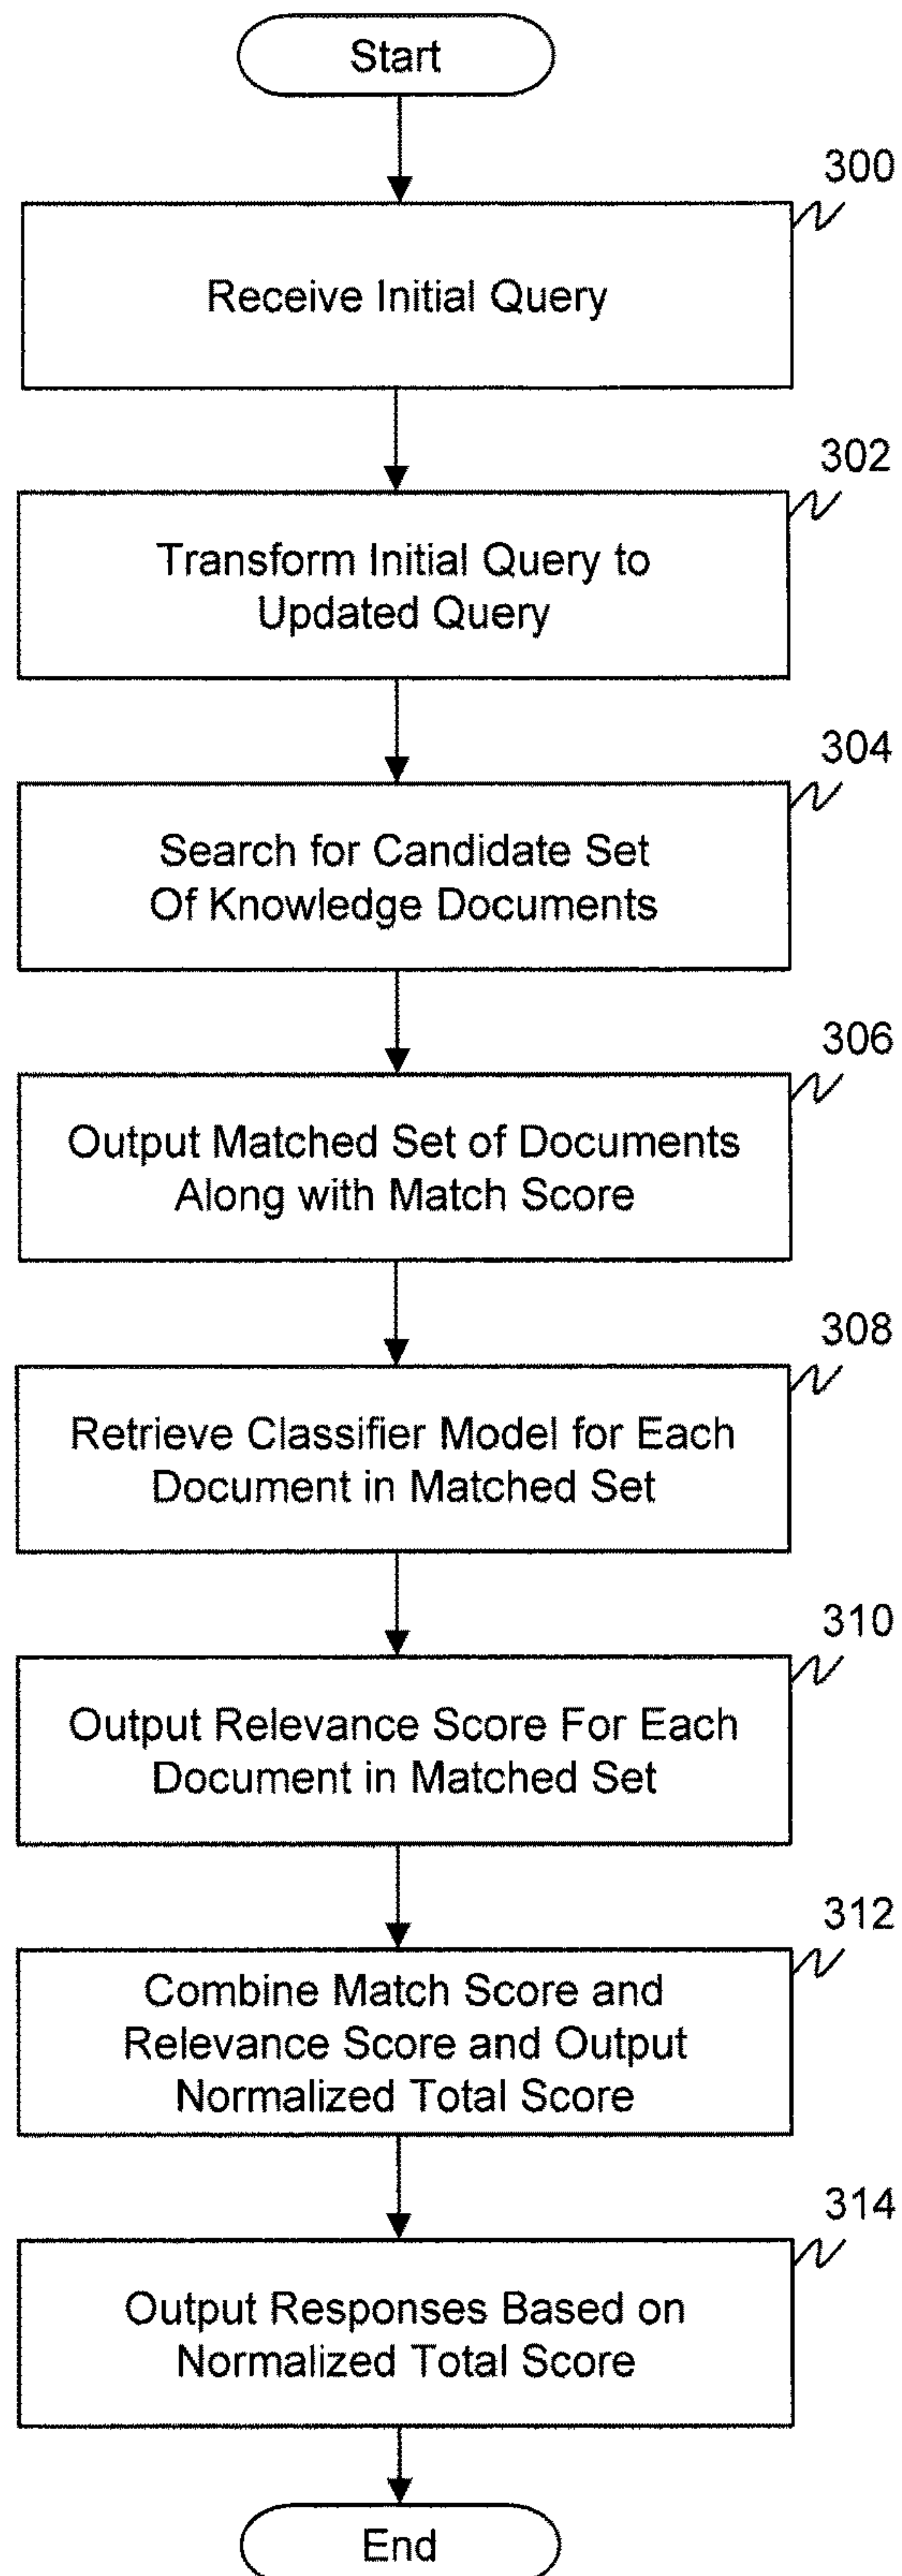 Start
300
Receive Initial Query
302
Transform Initial Query to
Updated Query
304
Search for Candidate Set
Of Knowledge Documents
306
Output Matched Set of Documents
Along with Match Score
308
Retrieve Classifier Model for Each
Document in Matched Set
310
Output Relevance Score For Each
Document in Matched Set
312
Combine Match Score and
Relevance Score and Output
Normalized Total Score
314
Output Responses Based on
Normalized Total Score
End